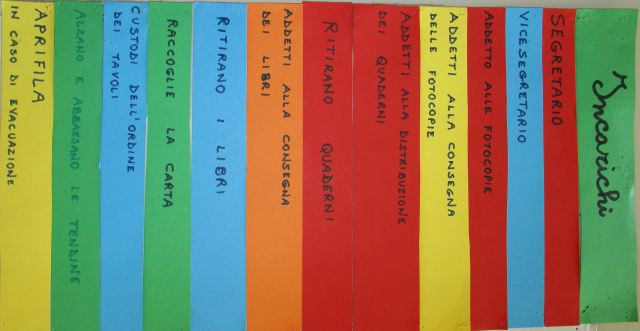 Incarichi
SEGRETARIO
VICESEGRETARIO
ADDETTO ALLE FOTOCOPIE
ADDETTI ALLA CONSEGNA
DELLE FOTOCOPIE
ADDETTI ALLA DISTRIBUZIONE
DEI QUADERNI
RITIRANO QUADERNI
ADDETTI ALLA CONSEGNA
DEI LIBRI
RITIRANO I LIBRI
RACCOGLIE LA CARTA
CUSTODI DELL'ORDINE
DEI TAVOLI
ALZANO E ABBASSANO LE TENDINE
APRIFILA
IN CASO DI EVACUAZIONE